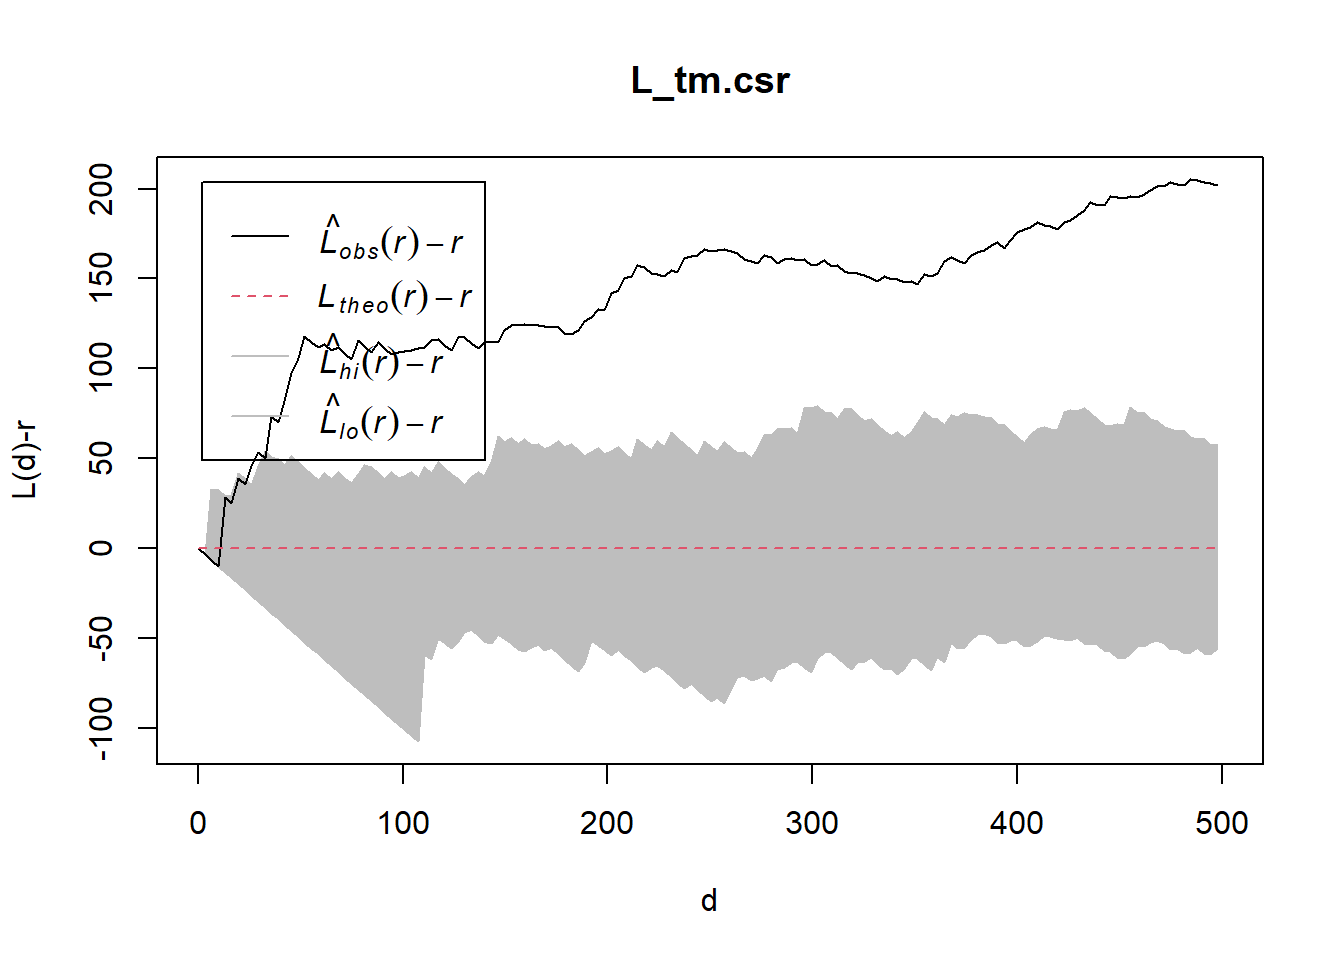 L_tm.csr
L̂obs(r) − r
Ltheo(r) − r
L̂hi(r) − r
L̂lo(r) − r
L(d)-r
200
150
100
50
0
-50
-100
0 100 200 300 400 500
d